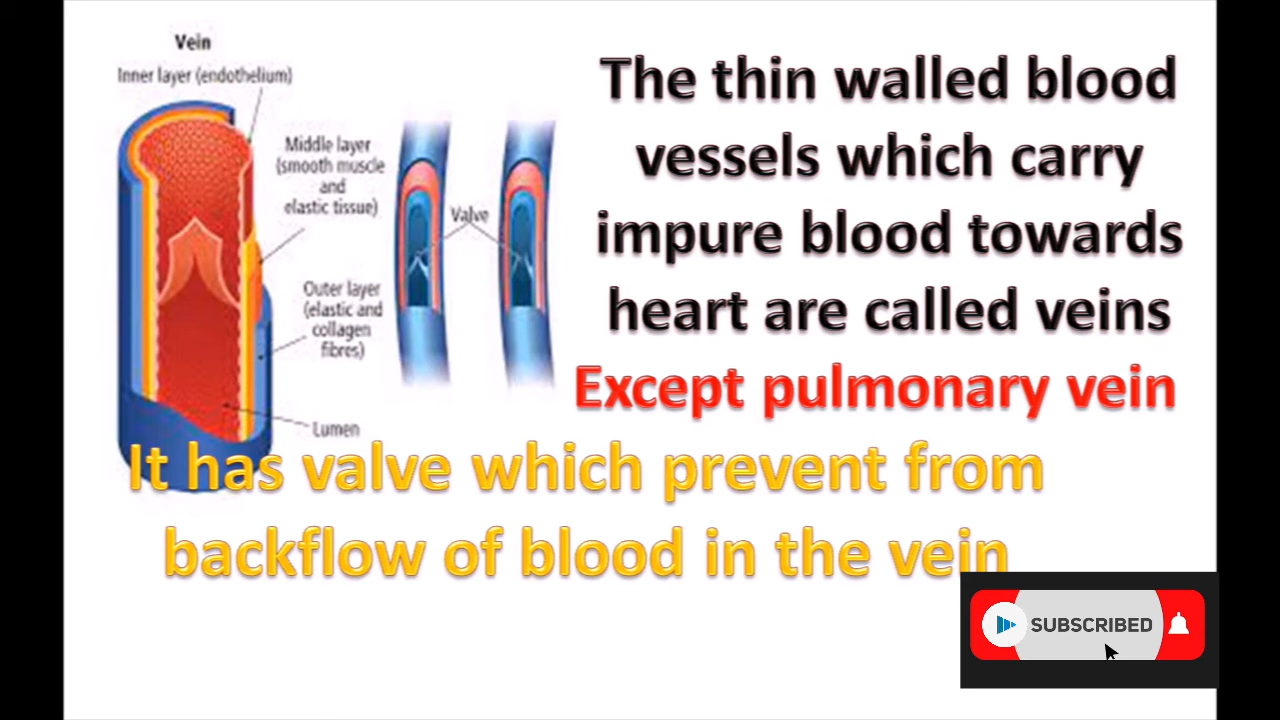 Vein
Inner layer (endothelium)
Middle layer
(smooth muscle
and
elastic tissue)
Valve
Outer layer
(elastic and
collagen
fibres)
Lumen
The thin walled blood
vessels which carry
impure blood towards
heart are called veins
Except pulmonary vein
It has valve which prevent from
backflow of blood in the vein
SUBSCRIBED